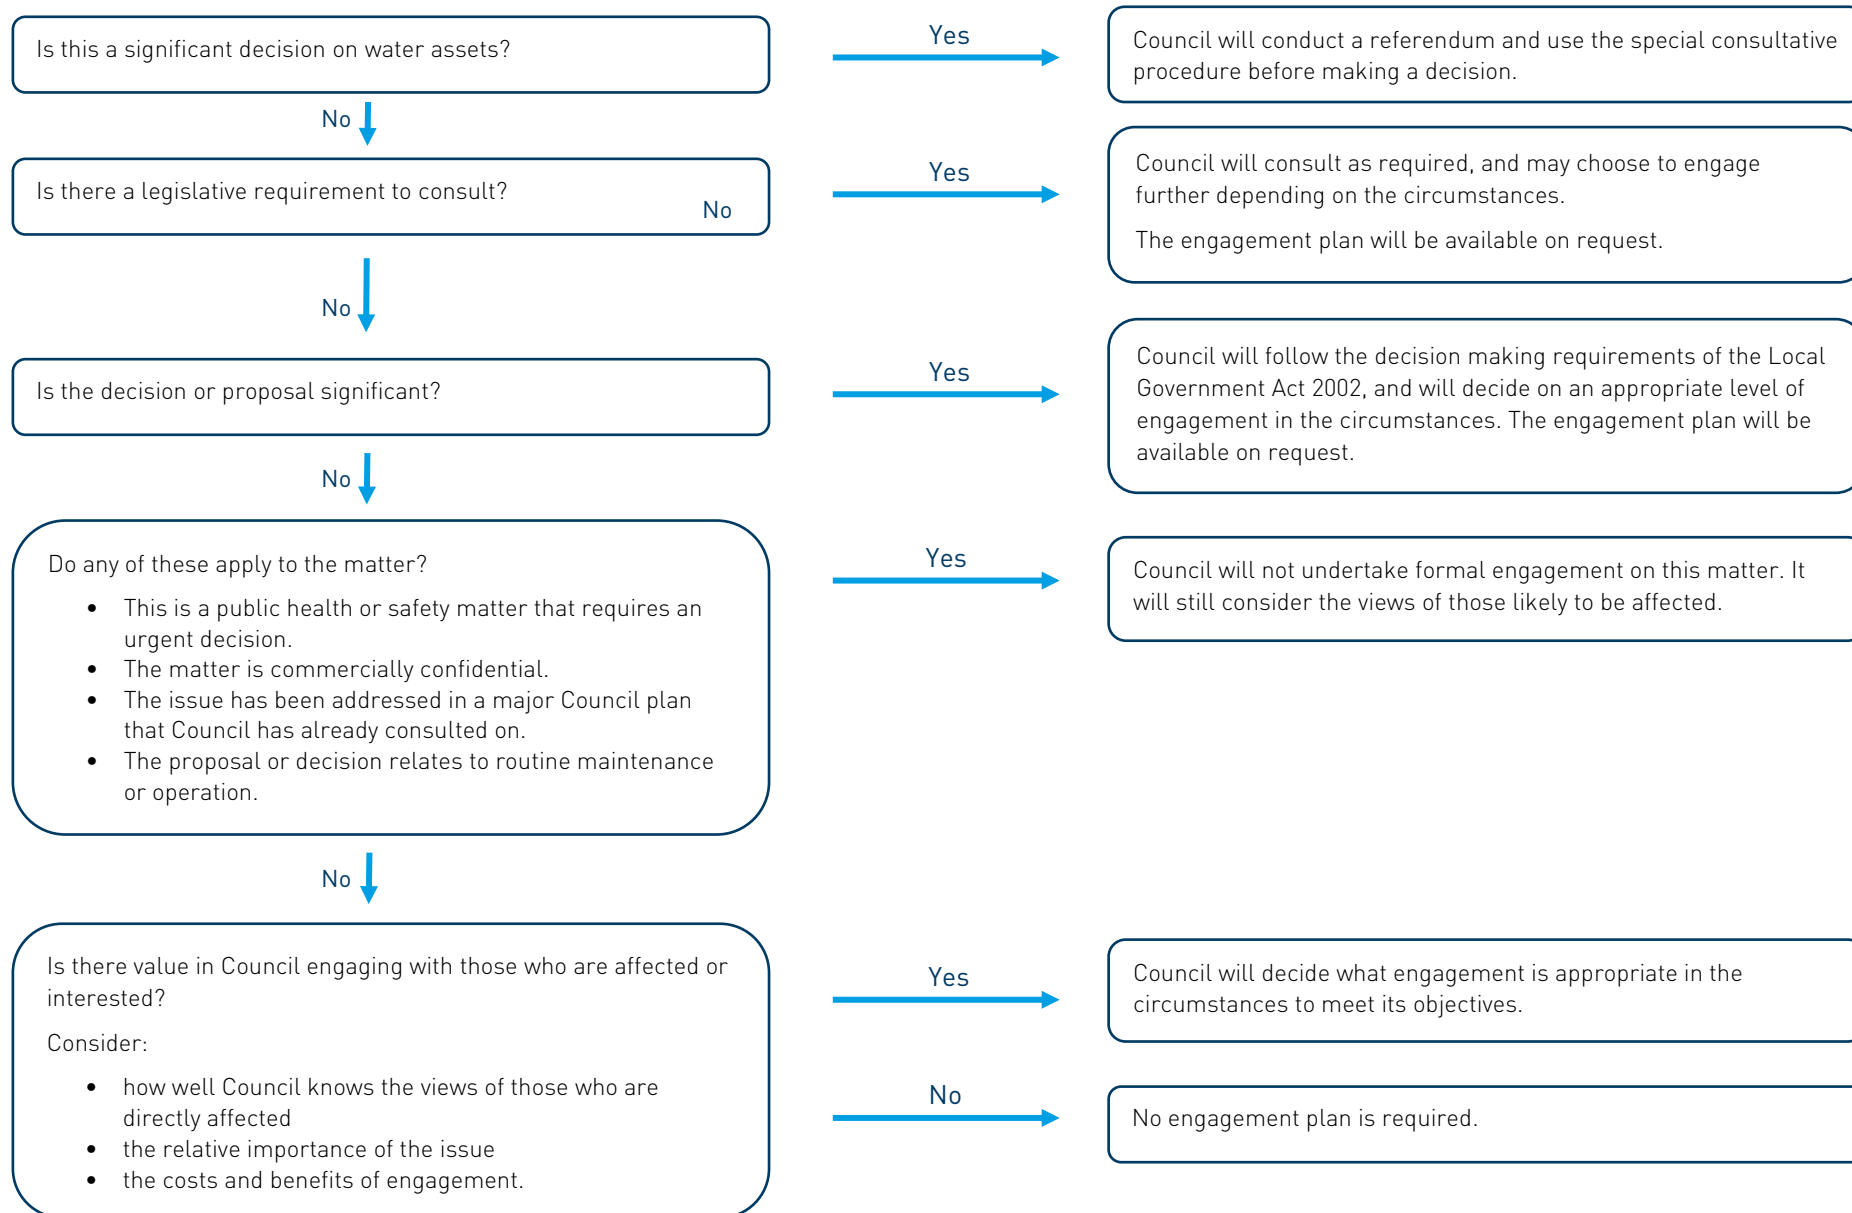 Is this a significant decision on water assets?
Yes
Council will conduct a referendum and use the special consultative
procedure before making a decision.
No
Is there a legislative requirement to consult?
No
Yes
Council will consult as required, and may choose to engage
further depending on the circumstances.
The engagement plan will be available on request.
No
Is the decision or proposal significant?
Yes
Council will follow the decision making requirements of the Local
Government Act 2002, and will decide on an appropriate level of
engagement in the circumstances. The engagement plan will be
available on request.
No
Do any of these apply to the matter?
• This is a public health or safety matter that requires an
urgent decision.
• The matter is commercially confidential.
• The issue has been addressed in a major Council plan
that Council has already consulted on.
• The proposal or decision relates to routine maintenance
or operation.
Yes
Council will not undertake formal engagement on this matter. It
will still consider the views of those likely to be affected.
No
Is there value in Council engaging with those who are affected or
interested?
Consider:
• how well Council knows the views of those who are
directly affected
• the relative importance of the issue
• the costs and benefits of engagement.
Yes
Council will decide what engagement is appropriate in the
circumstances to meet its objectives.
No
No engagement plan is required.